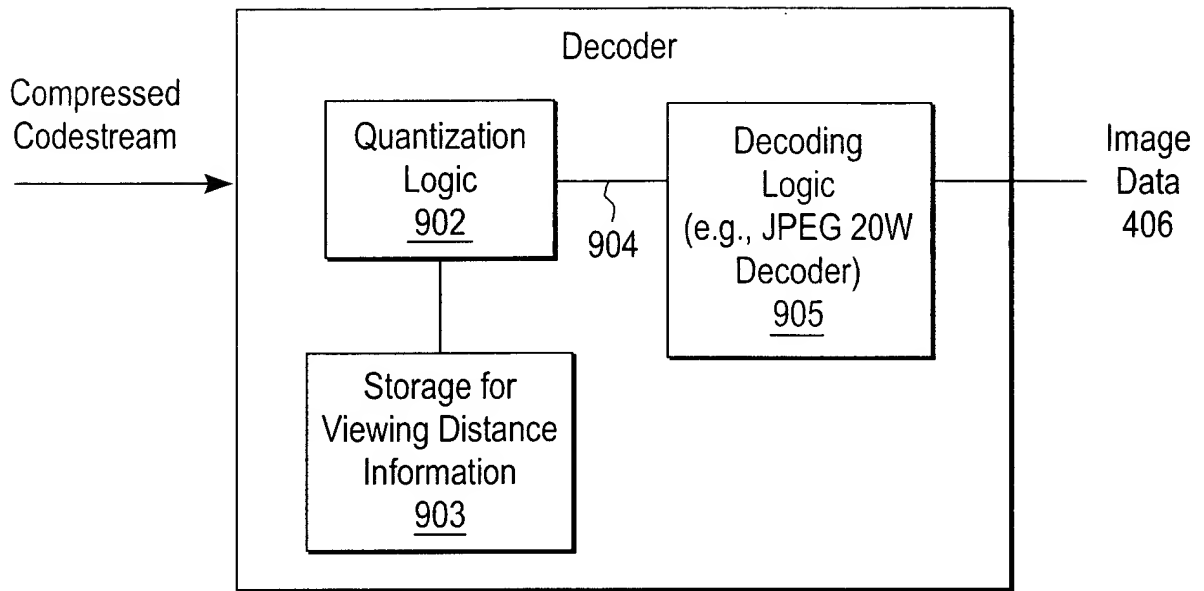 Decoder
Compressed
Codestream
Quantization
Logic
902
904
Decoding
Logic
(e.g., JPEG 20W
Decoder)
905
Image
Data
406
Storage for
Viewing Distance
Information
903